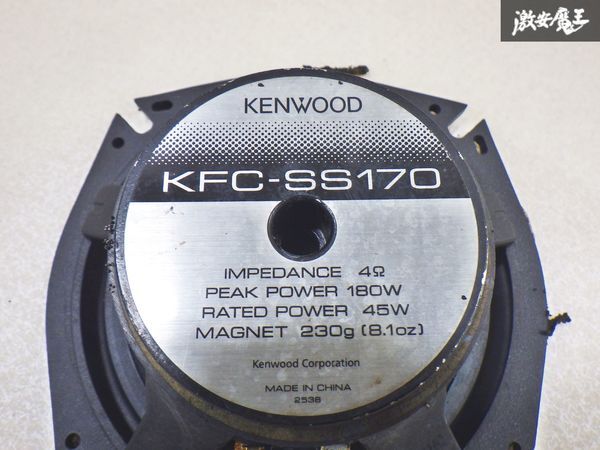 激安魔王
KENWOOD
KFC-SS170
IMPEDANCE 4Ω
PEAK POWER 180W
RATED POWER 45W
MAGNET 230g (8.1oz)
Kenwood Corporation
MADE IN CHINA
2538